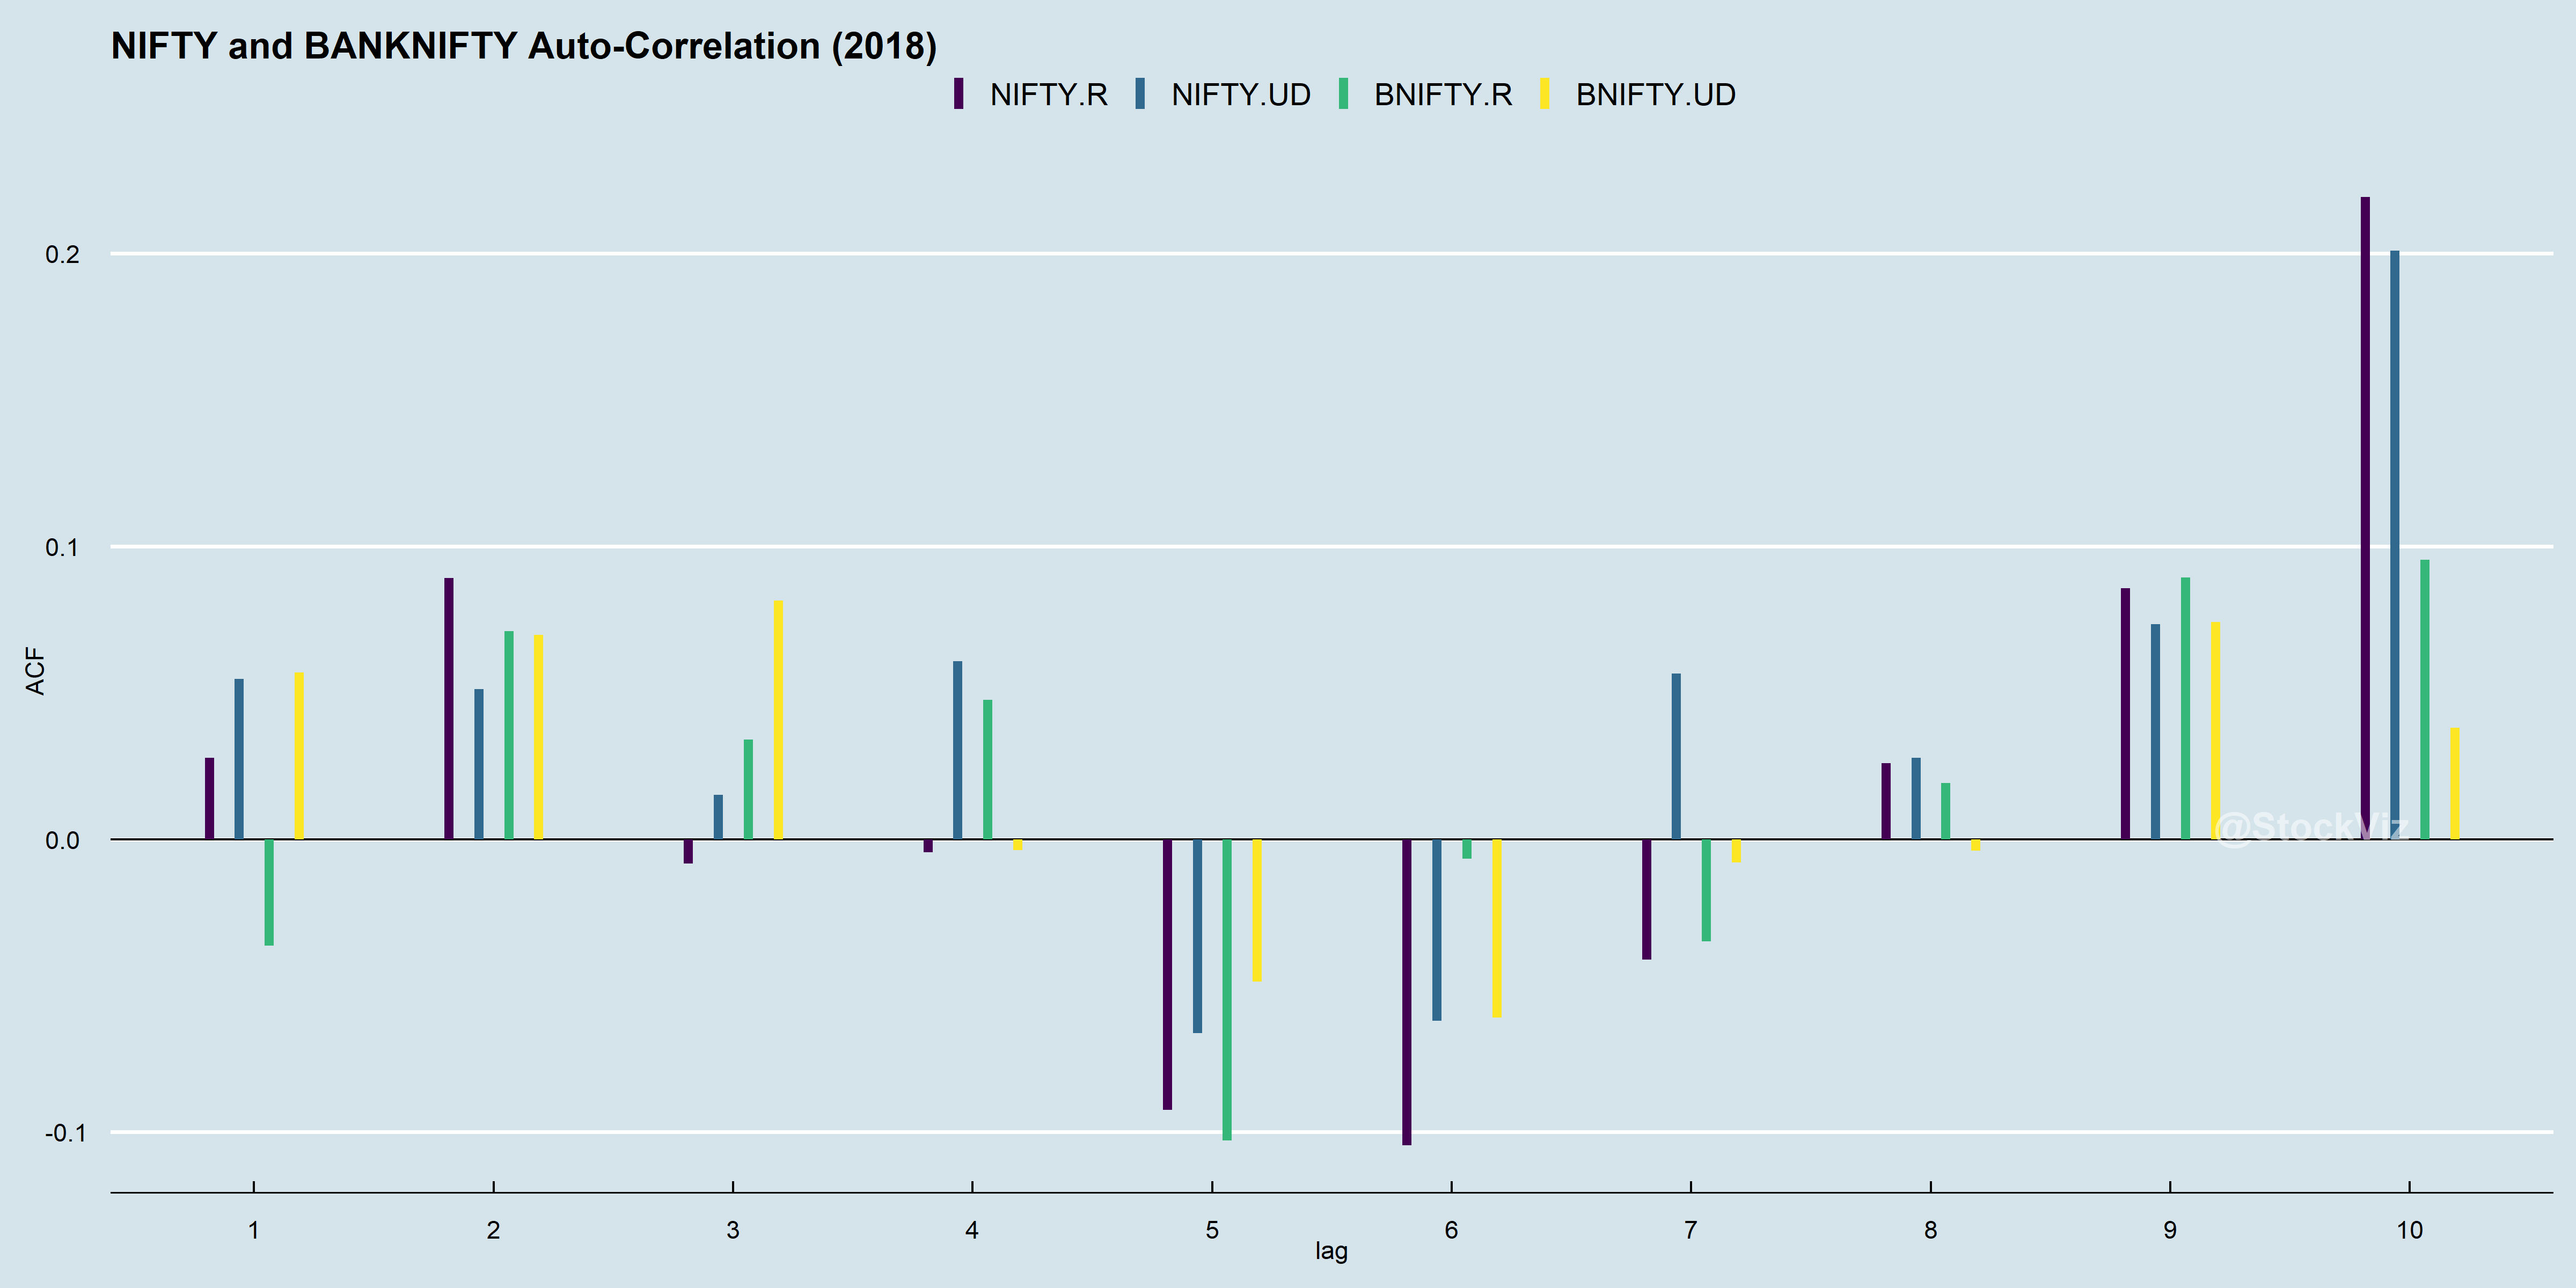 NIFTY and BANKNIFTY Auto-Correlation (2018)
NIFTY.R NIFTY.UD BNIFTY.R BNIFTY.UD
0.2
0.1
ACF
0.0
@StockViz
-0.1
1 2 3 4 5 6 7 8 9 10
lag